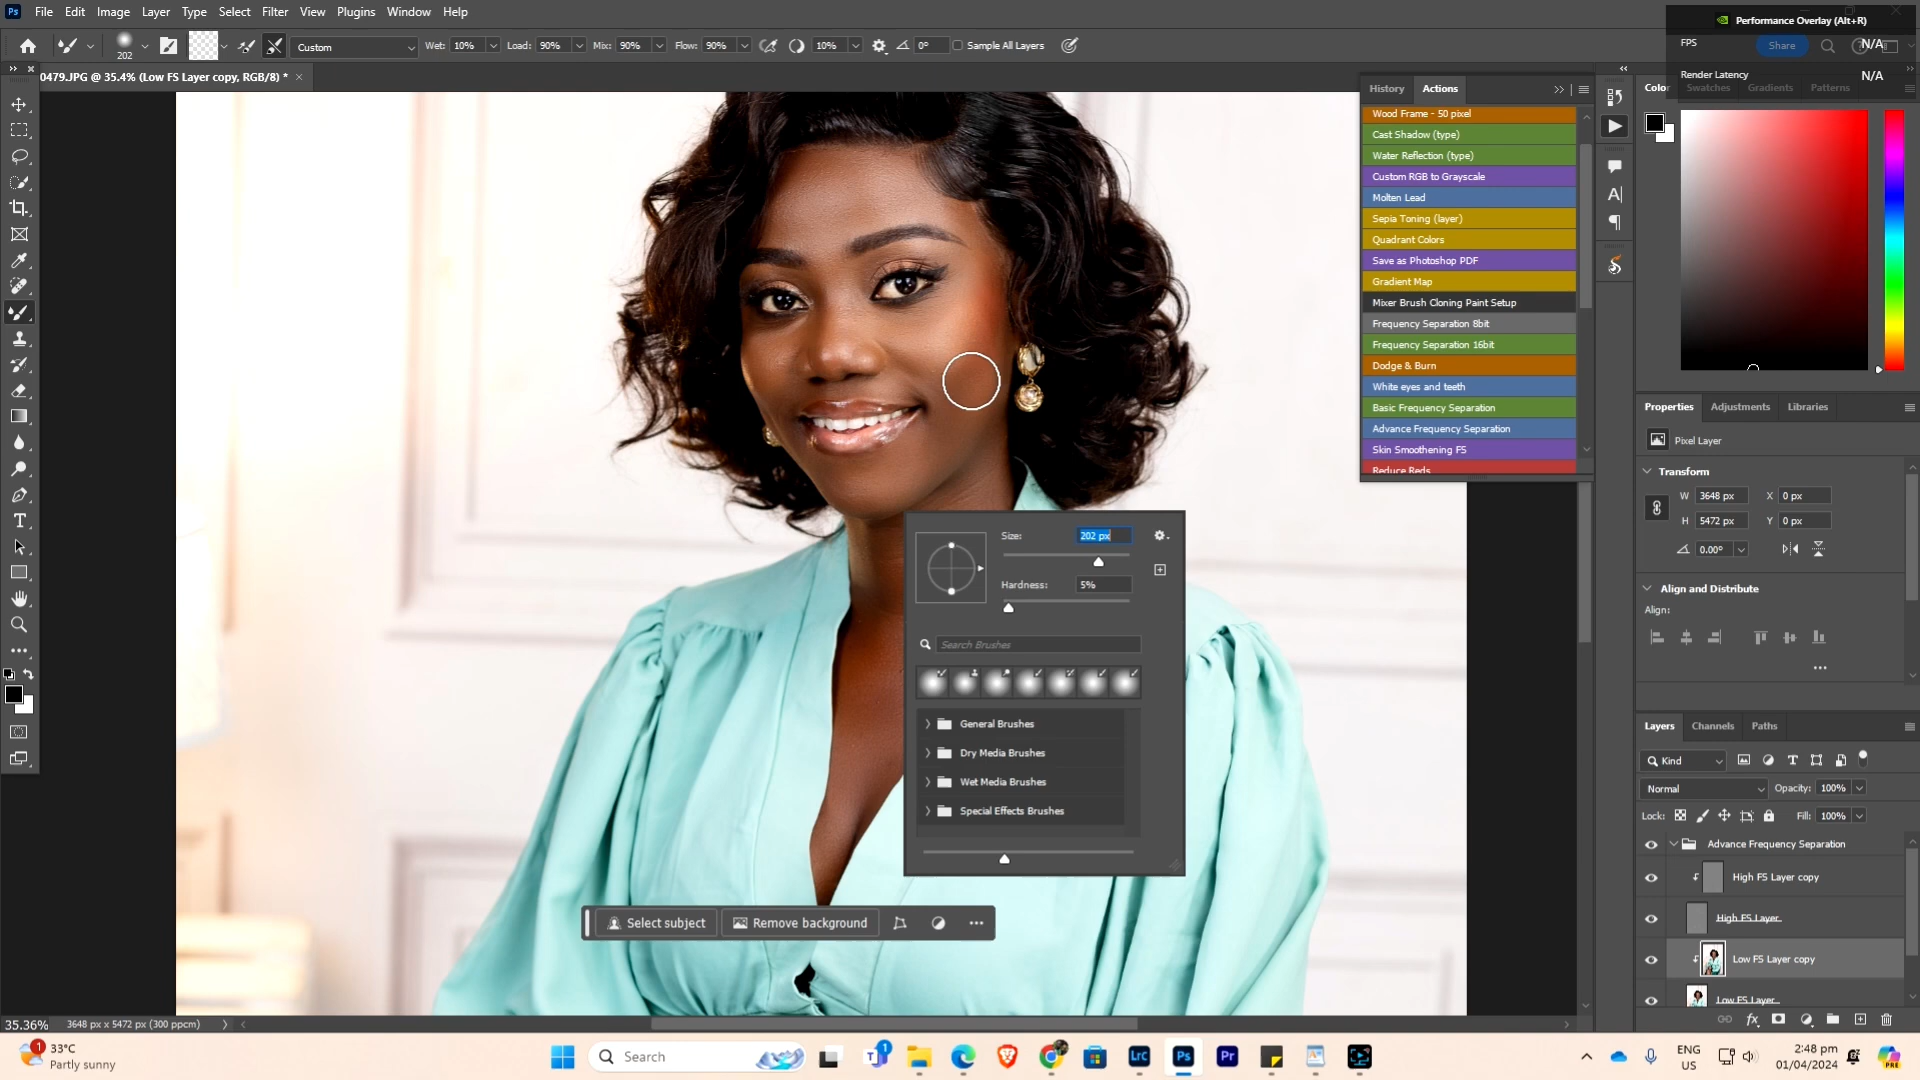 Ps File Edit Image Layer Type Select Filter View Plugins Window Help
Performance Overlay (Alt+R)
FPS N/A
Render Latency N/A
202 Custom Wet: 10% Load: 90% Mix: 90% Flow: 90% 10% 0° Sample All Layers Share
0479.JPG @ 35.4% (Low FS Layer copy, RGB/8) * ×
History Actions
Wood Frame - 50 pixel
Cast Shadow (type)
Water Reflection (type)
Custom RGB to Grayscale
Molten Lead
Sepia Toning (layer)
Quadrant Colors
Save as Photoshop PDF
Gradient Map
Mixer Brush Cloning Paint Setup
Frequency Separation 8bit
Frequency Separation 16bit
Dodge & Burn
White eyes and teeth
Basic Frequency Separation
Advance Frequency Separation
Skin Smoothening FS
Reduce Reds
Color Swatches Gradients Patterns
Properties Adjustments Libraries
Pixel Layer
Transform
W 3648 px X 0 px
H 5472 px Y 0 px
0.00°
Align and Distribute
Align:
Size: 202 px
Hardness: 5%
Search Brushes
General Brushes
Dry Media Brushes
Wet Media Brushes
Special Effects Brushes
Select subject Remove background
Layers Channels Paths
Kind
Normal Opacity: 100%
Lock: Fill: 100%
Advance Frequency Separation
High FS Layer copy
High FS Layer
Low FS Layer copy
Low FS Layer
fx
35.36% 3648 px x 5472 px (300 ppcm)
1 33°C
Partly sunny
Search
1
Lrc Ps Pr
ENG
US
2:48 pm
01/04/2024
PRE